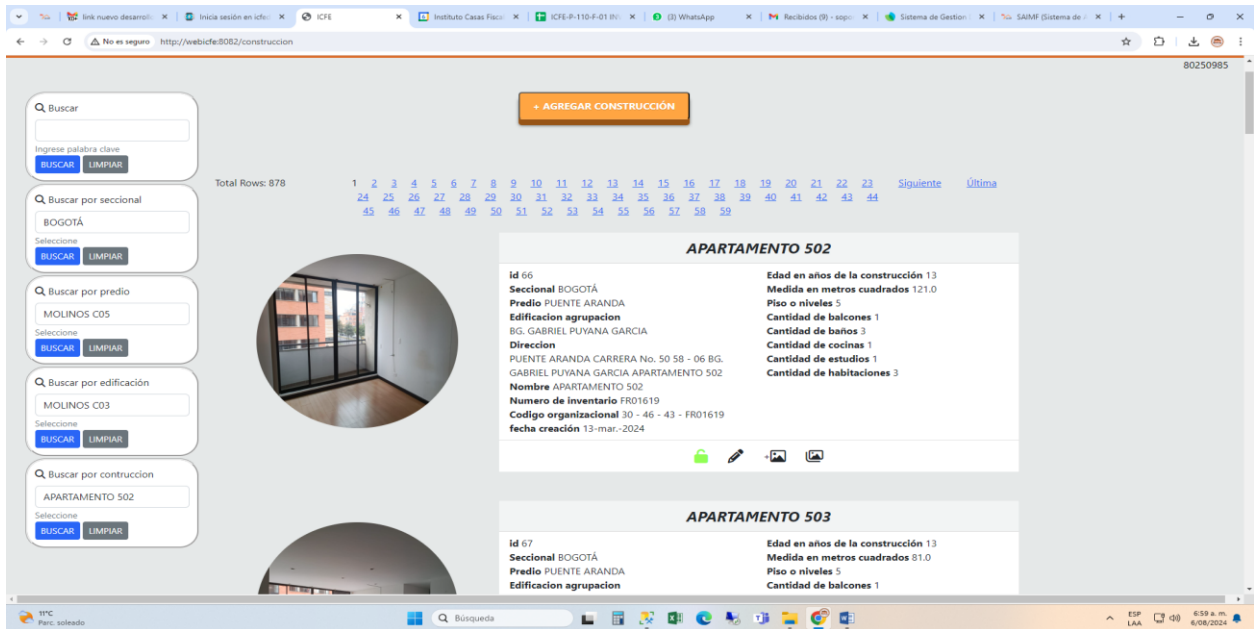 link nuevo desarroll
Inicia sesión en icfe
ICFE
Instituto Casas Fisca
ICFE-P-110-F-01 IN
(3) WhatsApp
Recibidos (9) - sopo
Sistema de Gestion
SAIMF (Sistema de
No es seguro http://webicfe:8082/construccion
80250985
+ AGREGAR CONSTRUCCIÓN
Buscar
Ingrese palabra clave
BUSCAR LIMPIAR
Buscar por seccional
BOGOTÁ
Seleccione
BUSCAR LIMPIAR
Buscar por predio
MOLINOS C05
Seleccione
BUSCAR LIMPIAR
Buscar por edificación
MOLINOS C03
Seleccione
BUSCAR LIMPIAR
Buscar por contruccion
APARTAMENTO 502
Seleccione
BUSCAR LIMPIAR
Total Rows: 878
1 2 3 4 5 6 7 8 9 10 11 12 13 14 15 16 17 18 19 20 21 22 23 Siguiente Última
24 25 26 27 28 29 30 31 32 33 34 35 36 37 38 39 40 41 42 43 44
45 46 47 48 49 50 51 52 53 54 55 56 57 58 59
APARTAMENTO 502
id 66
Seccional BOGOTÁ
Predio PUENTE ARANDA
Edificacion agrupacion
BG. GABRIEL PUYANA GARCIA
Direccion
PUENTE ARANDA CARRERA No. 50 58 - 06 BG.
GABRIEL PUYANA GARCIA APARTAMENTO 502
Nombre APARTAMENTO 502
Numero de inventario FR01619
Codigo organizacional 30 - 46 - 43 - FR01619
fecha creación 13-mar.-2024
Edad en años de la construcción 13
Medida en metros cuadrados 121.0
Piso o niveles 5
Cantidad de balcones 1
Cantidad de baños 3
Cantidad de cocinas 1
Cantidad de estudios 1
Cantidad de habitaciones 3
APARTAMENTO 503
id 67
Seccional BOGOTÁ
Predio PUENTE ARANDA
Edificacion agrupacion
Edad en años de la construcción 13
Medida en metros cuadrados 81.0
Piso o niveles 5
Cantidad de balcones 1
11°C
Parc. soleado
Búsqueda
ESP
LAA
6:59 a. m.
6/08/2024